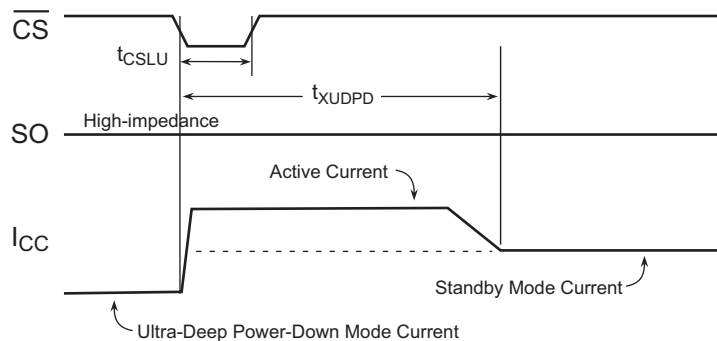 CS
tCSLU
tXUDPD
High-impedance
SO
Active Current
ICC
Standby Mode Current
Ultra-Deep Power-Down Mode Current